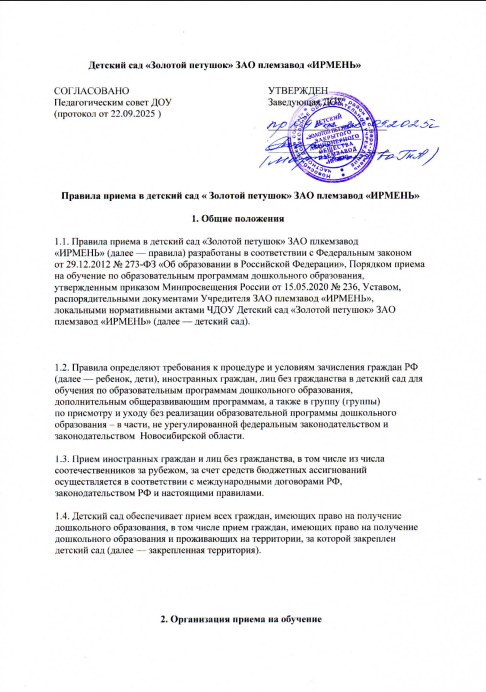 Детский сад «Золотой петушок» ЗАО племзавод «ИРМЕНЬ»
СОГЛАСОВАНО
Педагогическим совет ДОУ
(протокол от 22.09.2025 )
УТВЕРЖДЕН
Заведующая ДОУ
ДЕТСКИЙ
САД
«ЗОЛОТОЙ ПЕТУШОК»
ЗАКРЫТОГО
АКЦИОНЕРНОГО
ОБЩЕСТВА
ПЛЕМЗАВОД
Правила приема в детский сад « Золотой петушок» ЗАО племзавод «ИРМЕНЬ»
1. Общие положения
1.1. Правила приема в детский сад «Золотой петушок» ЗАО плкемзавод
«ИРМЕНЬ» (далее — правила) разработаны в соответствии с Федеральным законом
от 29.12.2012 № 273-ФЗ «Об образовании в Российской Федерации», Порядком приема
на обучение по образовательным программам дошкольного образования,
утвержденным приказом Минпросвещения России от 15.05.2020 № 236, Уставом,
распорядительными документами Учредителя ЗАО племзавод «ИРМЕНЬ»,
локальными нормативными актами ЧДОУ Детский сад «Золотой петушок» ЗАО
племзавод «ИРМЕНЬ» (далее — детский сад).
1.2. Правила определяют требования к процедуре и условиям зачисления граждан РФ
(далее — ребенок, дети), иностранных граждан, лиц без гражданства в детский сад для
обучения по образовательным программам дошкольного образования,
дополнительным общеразвивающим программам, а также в группу (группы)
по присмотру и уходу без реализации образовательной программы дошкольного
образования – в части, не урегулированной федеральным законодательством и
законодательством Новосибирской области.
1.3. Прием иностранных граждан и лиц без гражданства, в том числе из числа
соотечественников за рубежом, за счет средств бюджетных ассигнований
осуществляется в соответствии с международными договорами РФ,
законодательством РФ и настоящими правилами.
1.4. Детский сад обеспечивает прием всех граждан, имеющих право на получение
дошкольного образования, в том числе прием граждан, имеющих право на получение
дошкольного образования и проживающих на территории, за которой закреплен
детский сад (далее — закрепленная территория).
2. Организация приема на обучение